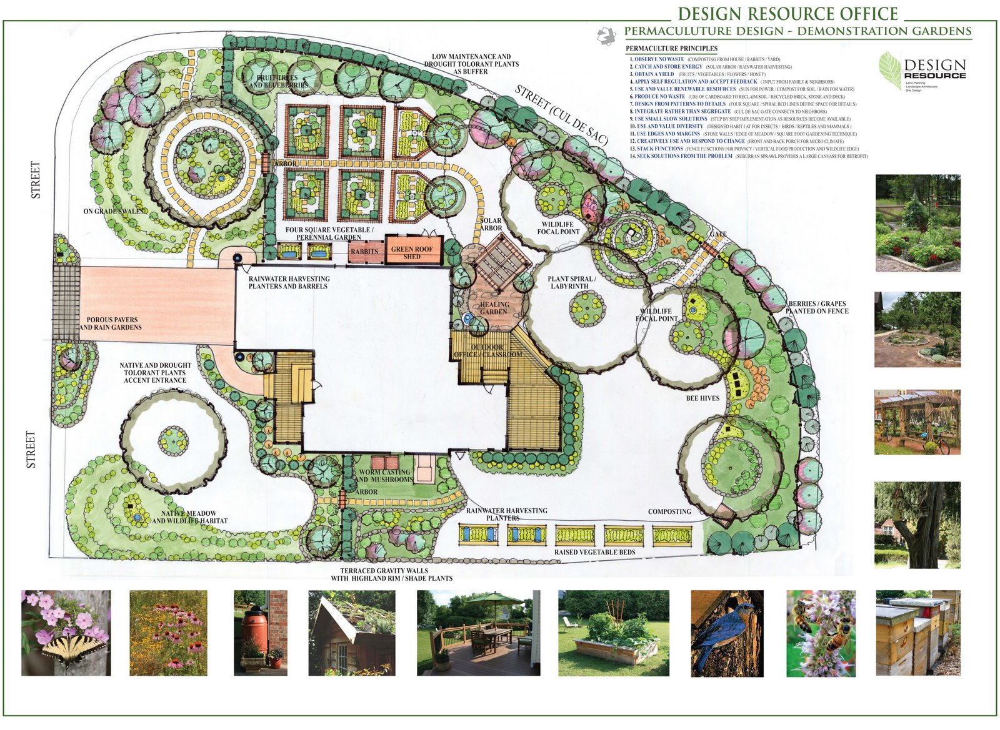 DESIGN RESOURCE OFFICE
PERMACULUTURE DESIGN - DEMONSTRATION GARDENS
PERMACULTURE PRINCIPLES
1. OBSERVE NO WASTE (COMPOSTING FROM HOUSE / RABBITS / YARD)
2. CATCH AND STORE ENERGY (SOLAR ARBOR / RAINWATER HARVESTING)
3. OBTAIN A YIELD (FRUITS / VEGETABLES / FLOWERS / HONEY)
4. APPLY SELF REGULATION AND ACCEPT FEEDBACK ( INPUT FROM FAMILY & NEIGHBORS)
5. USE AND VALUE RENEWABLE RESOURCES (SUN FOR POWER / COMPOST FOR SOIL / RAIN FOR WATER)
6. PRODUCE NO WASTE (USE OF CARDBOARD TO RECLAIM SOIL / RECYCLED BRICK, STONE AND DECK)
7. DESIGN FROM PATTERNS TO DETAILS (FOUR SQUARE / SPIRAL BED LINES DEFINE SPACE FOR DETAILS)
8. INTEGRATE RATHER THAN SEGREGATE (CUL DE SAC GATE CONNECTS TO NEIGHBORS)
9. USE SMALL SLOW SOLUTIONS (STEP BY STEP IMPLEMENTATION AS RESOURCES BECOME AVAILABLE)
10. USE AND VALUE DIVERSITY (DESIGNED HABIT I AT FOR INSECTS / BIRDS / REPTILES AND MAMMALS )
11. USE EDGES AND MARGINS (STONE WALLS / EDGE OF MEADOW / SQUARE FOOT GARDENING TECHNIQUE)
12. CREATIVELY USE AND RESPOND TO CHANGE (FRONT AND BACK PORCH FOR MICRO CLIMATE)
13. STACK FUNCTIONS (FENCE FUNCTIONS FOR PRIVACY / VERTICAL FOOD PRODUCTION AND WILDLIFE EDGE)
14. SEEK SOLUTIONS FROM THE PROBLEM (SUBURBAN SPRAWL PROVIDES A LARGE CANVASS FOR RETROFIT)
DESIGN
RESOURCE
Land Planning
Landscape Architecture
Site Design
LOW MAINTENANCE AND
DROUGHT TOLORANT PLANTS
AS BUFFER
FRUIT TREES
AND BLUEBERRIES
STREET (CUL DE SAC)
STREET
ARBOR
ON GRADE SWALES
FOUR SQUARE VEGETABLE /
PERENNIAL GARDEN
SOLAR
ARBOR
WILDLIFE
FOCAL POINT
GATE
RABBITS
GREEN ROOF
SHED
RAINWATER HARVESTING
PLANTERS AND BARRELS
PLANT SPIRAL /
LABYRINTH
HEALING
GARDEN
WILDLIFE
FOCAL POINT
BERRIES / GRAPES
PLANTED ON FENCE
POROUS PAVERS
AND RAIN GARDENS
OUTDOOR
OFFICE / CLASSROOM
NATIVE AND DROUGHT
TOLORANT PLANTS
ACCENT ENTRANCE
BEE HIVES
STREET
WORM CASTING
AND MUSHROOMS
ARBOR
NATIVE MEADOW
AND WILDLIFE HABITAT
RAINWATER HARVESTING
PLANTERS
COMPOSTING
RAISED VEGETABLE BEDS
TERRACED GRAVITY WALLS
WITH HIGHLAND RIM / SHADE PLANTS